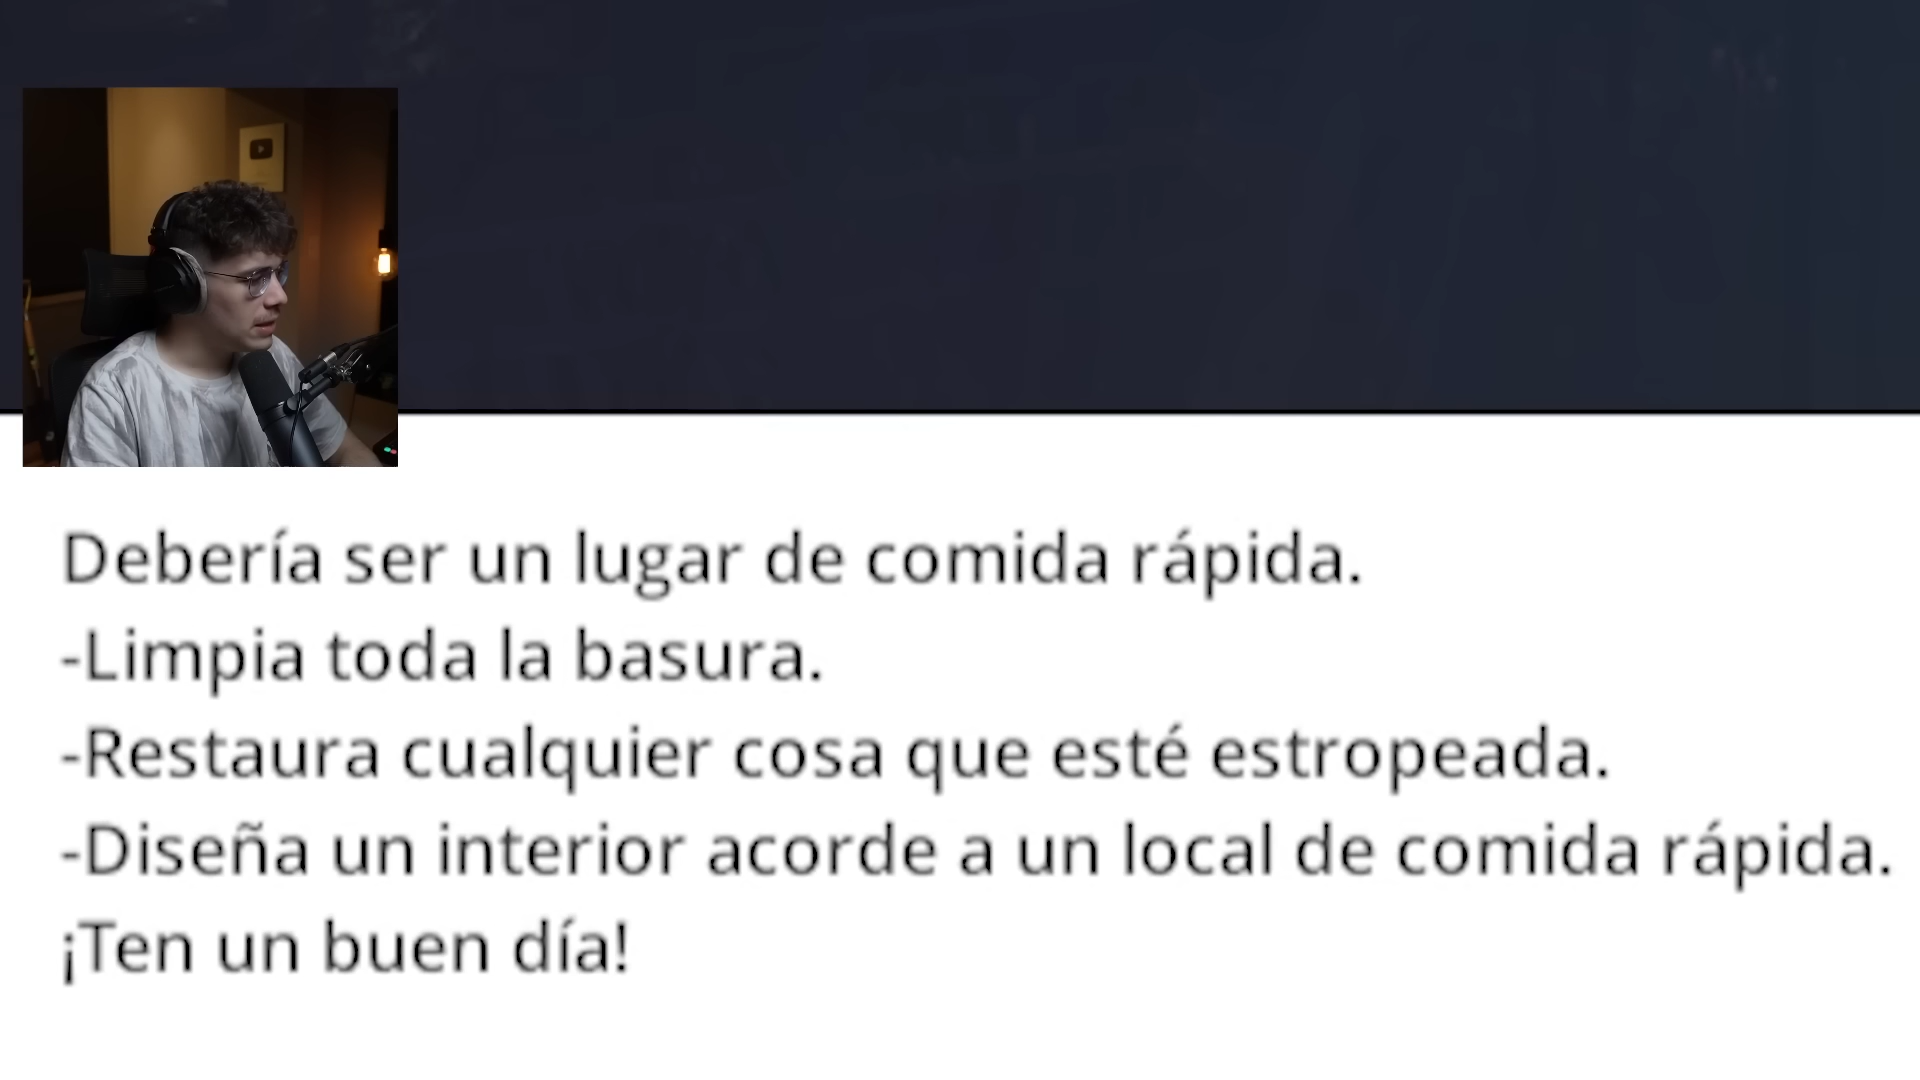 Debería ser un lugar de comida rápida.
-Limpia toda la basura.
-Restaura cualquier cosa que esté estropeada.
-Diseña un interior acorde a un local de comida rápida.
¡Ten un buen día!